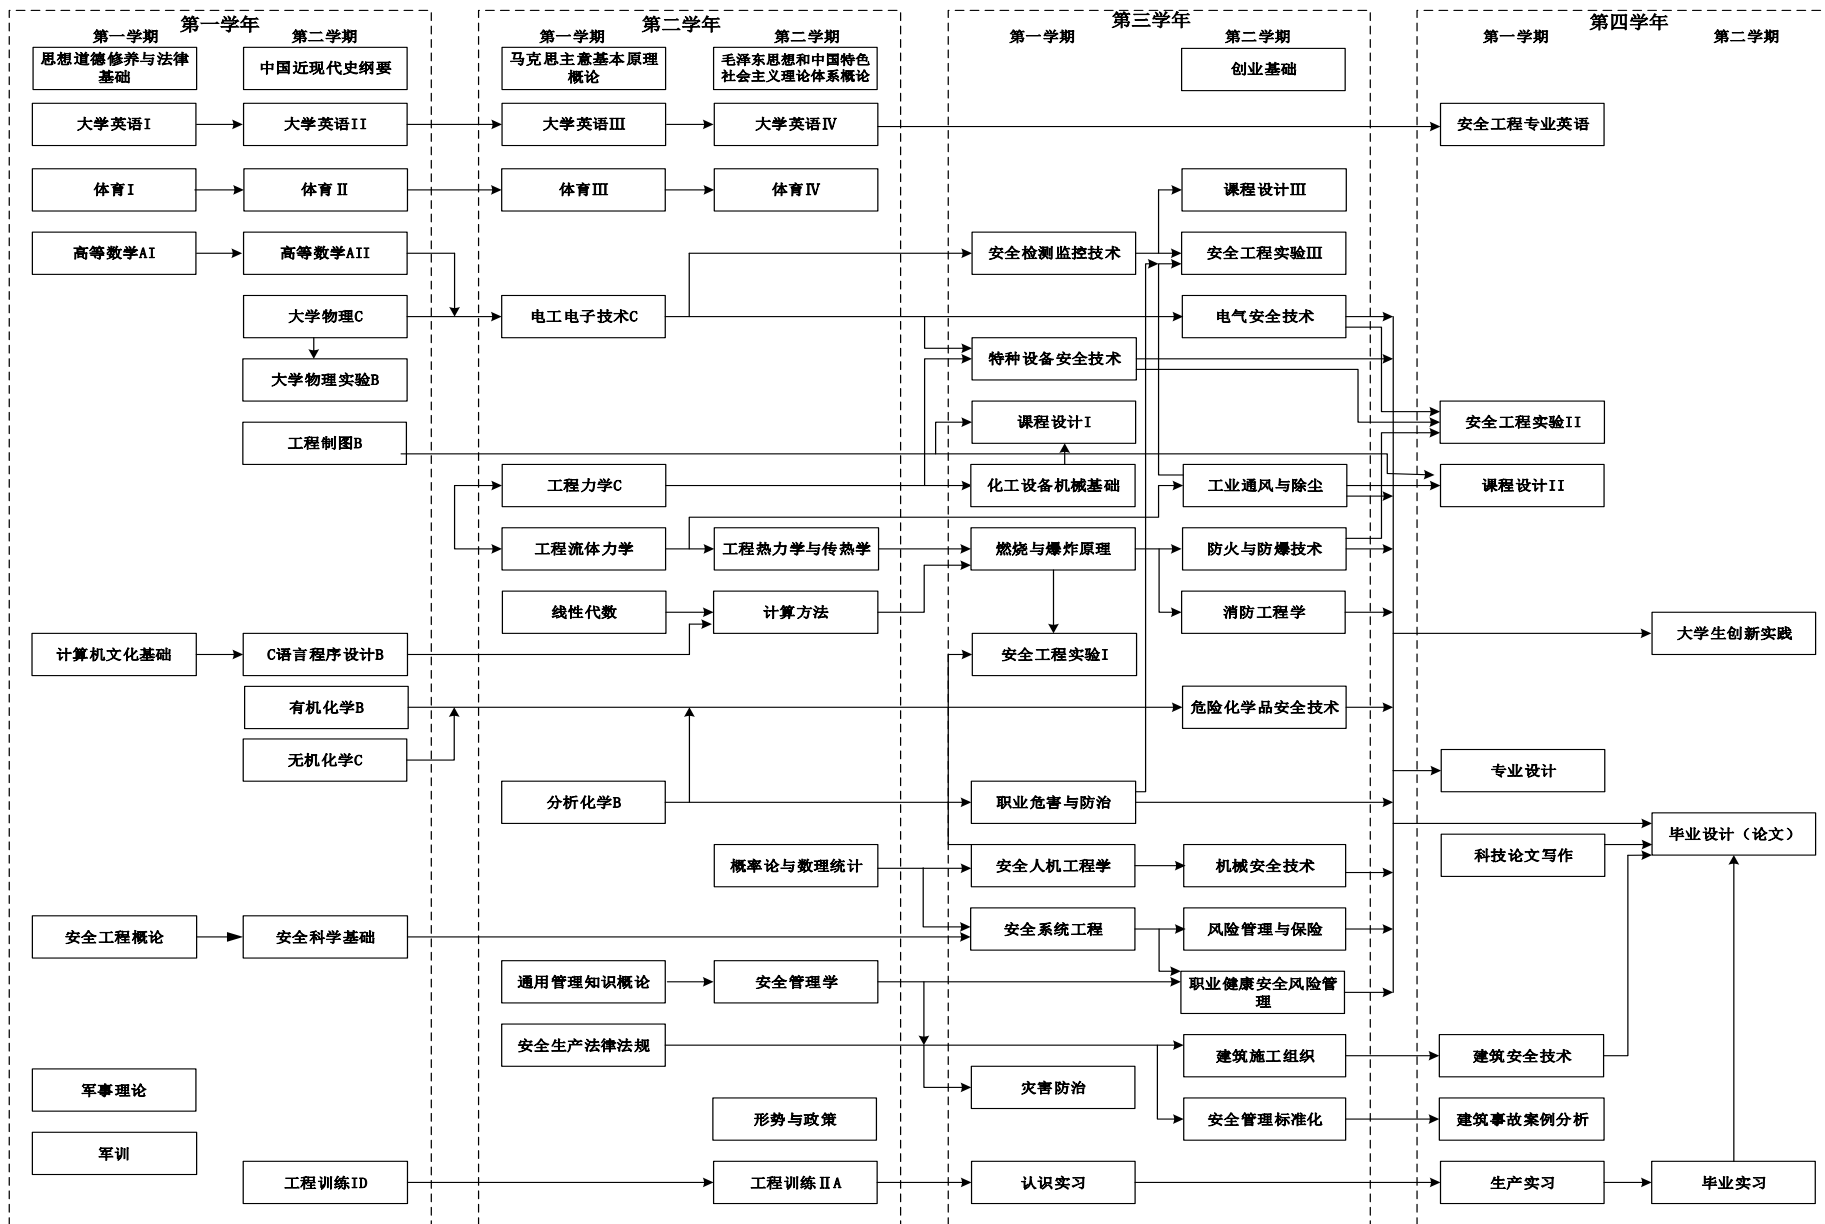 第一学年
第二学年
第三学年
第四学年
第一学期
第二学期
第一学期
第二学期
第一学期
第二学期
第一学期
第二学期
思想道德修养与法律
基础
中国近现代史纲要
马克思主意基本原理
概论
毛泽东思想和中国特色
社会主义理论体系概论
创业基础
大学英语I
大学英语II
大学英语Ⅲ
大学英语Ⅳ
安全工程专业英语
体育I
体育Ⅱ
体育Ⅲ
体育Ⅳ
课程设计Ⅲ
高等数学AI
高等数学AII
安全检测监控技术
安全工程实验Ⅲ
大学物理C
电工电子技术C
电气安全技术
特种设备安全技术
大学物理实验B
工程制图B
课程设计I
安全工程实验II
工程力学C
化工设备机械基础
工业通风与除尘
课程设计II
工程流体力学
工程热力学与传热学
燃烧与爆炸原理
防火与防爆技术
线性代数
计算方法
消防工程学
计算机文化基础
C语言程序设计B
安全工程实验I
大学生创新实践
有机化学B
危险化学品安全技术
无机化学C
专业设计
分析化学B
职业危害与防治
毕业设计（论文）
概率论与数理统计
安全人机工程学
机械安全技术
科技论文写作
安全工程概论
安全科学基础
安全系统工程
风险管理与保险
通用管理知识概论
安全管理学
职业健康安全风险管
理
安全生产法律法规
建筑施工组织
建筑安全技术
军事理论
灾害防治
形势与政策
安全管理标准化
建筑事故案例分析
军训
工程训练ID
工程训练ⅡA
认识实习
生产实习
毕业实习